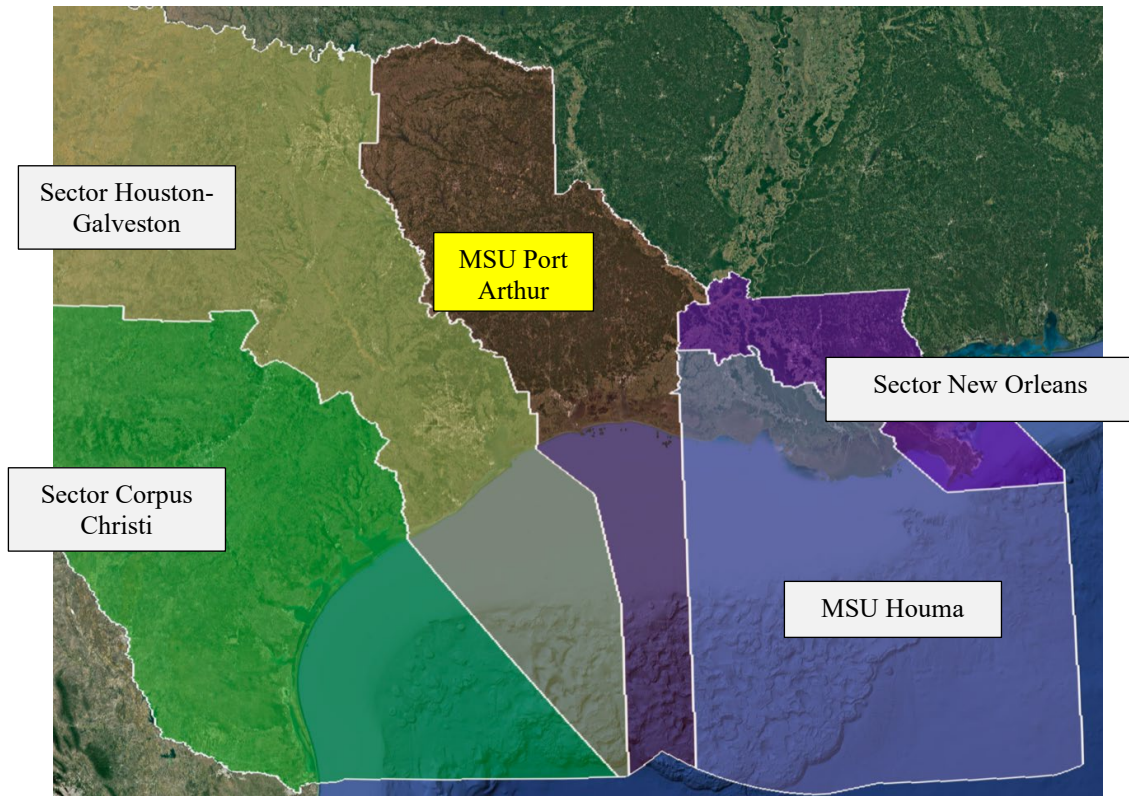 Sector Houston-
Galveston
MSU Port
Arthur
Sector New Orleans
Sector Corpus
Christi
MSU Houma